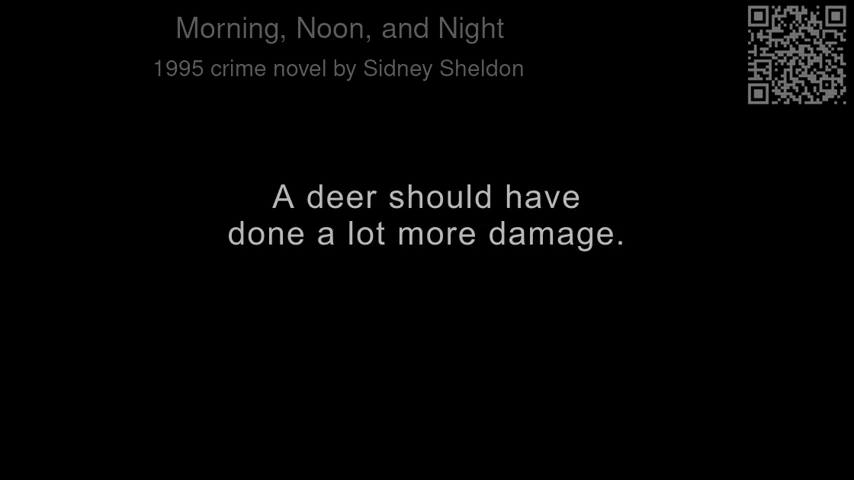 Morning, Noon, and Night
1995 crime novel by Sidney Sheldon
A deer should have
done a lot more damage.